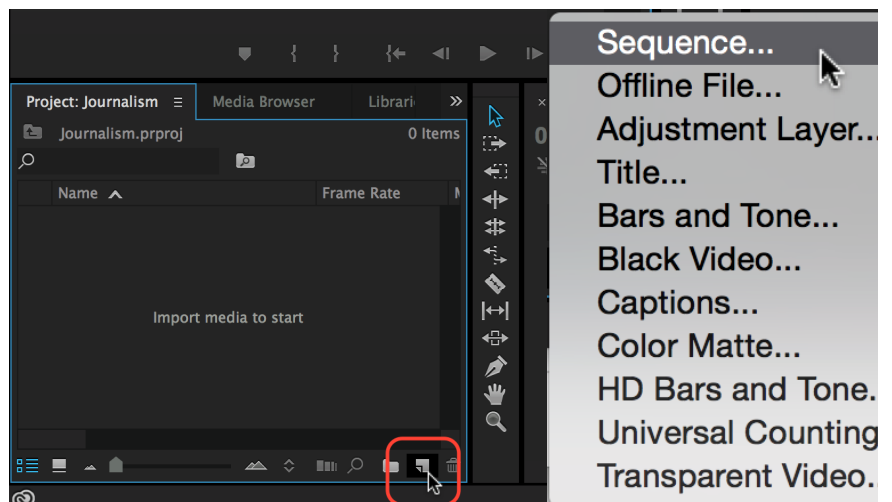 Project: Journalism
Media Browser
Librari
Journalism.prproj
0 Items
Name
Frame Rate
Import media to start
Sequence...
Offline File...
Adjustment Layer...
Title...
Bars and Tone...
Black Video...
Captions...
Color Matte...
HD Bars and Tone.
Universal Counting
Transparent Video.